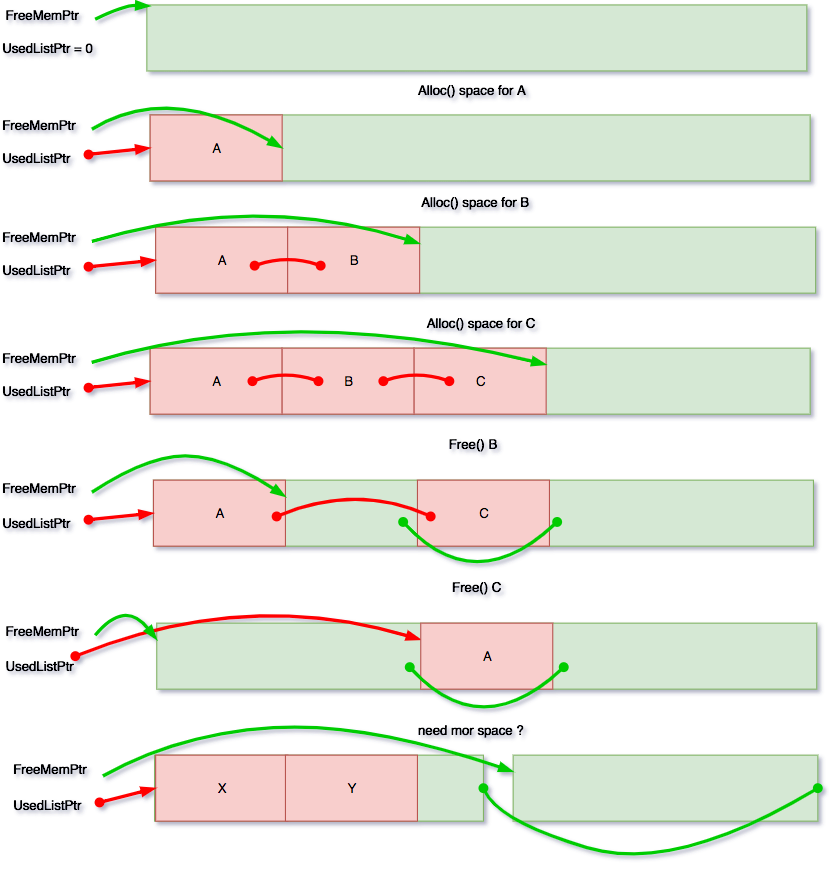 FreeMemPtr
UsedListPtr = 0
Alloc() space for A
FreeMemPtr
UsedListPtr
A
Alloc() space for B
FreeMemPtr
UsedListPtr
A B
Alloc() space for C
FreeMemPtr
UsedListPtr
A B C
Free() B
FreeMemPtr
UsedListPtr
A C
Free() C
FreeMemPtr
UsedListPtr
A
need mor space ?
FreeMemPtr
UsedListPtr
X Y